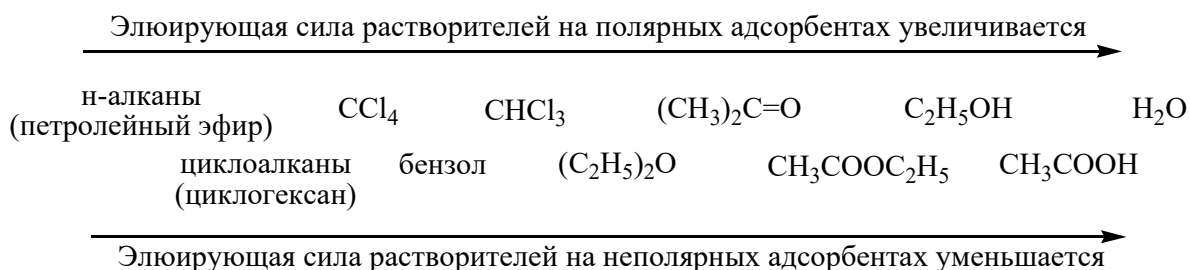 Элюирующая сила растворителей на полярных адсорбентах увеличивается
н-алканы
(петролейный эфир)
CCl4 CHCl3 (CH3)2C=O C2H5OH H2O
циклоалканы
(циклогексан)
бензол (C2H5)2O CH3COOC2H5 CH3COOH
Элюирующая сила растворителей на неполярных адсорбентах уменьшается